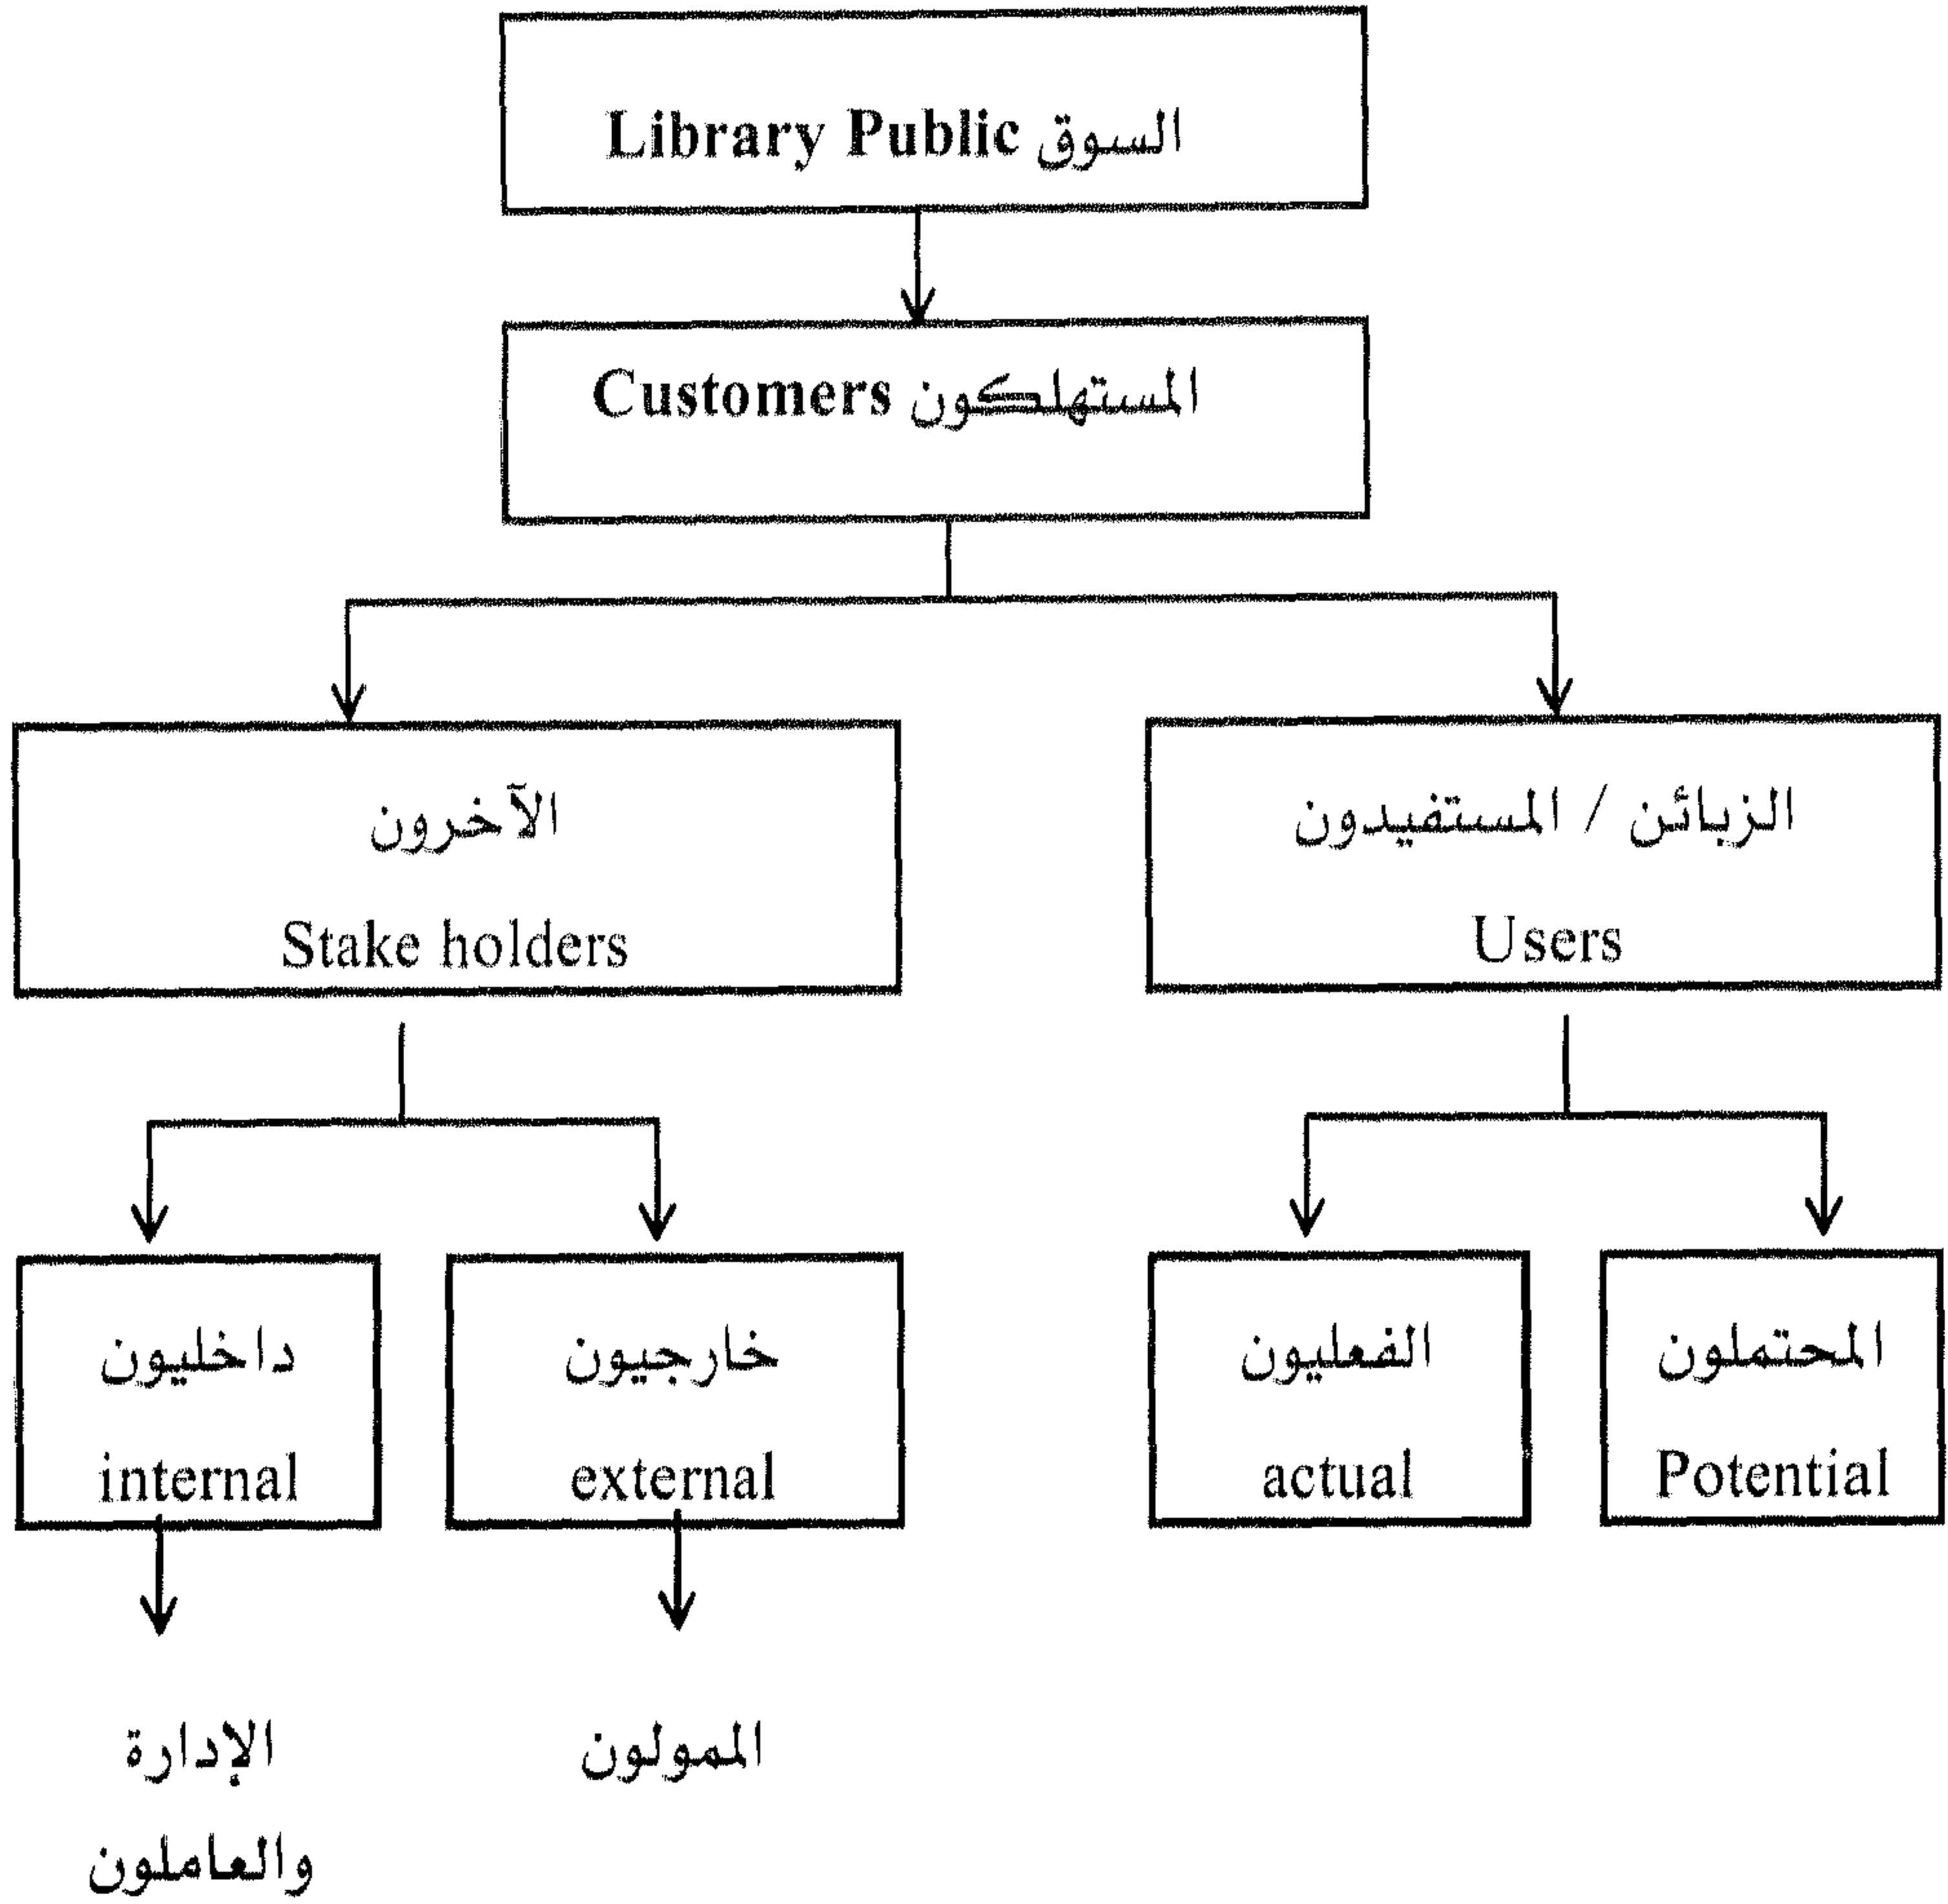 السوق Library Public
المستهلكون Customers
الزبائن / المستفيدون
Users
الآخرون
Stake holders
المحتملون
Potential
الفعليون
actual
خارجيون
external
داخليون
internal
الممولون
الإدارة
والعاملون